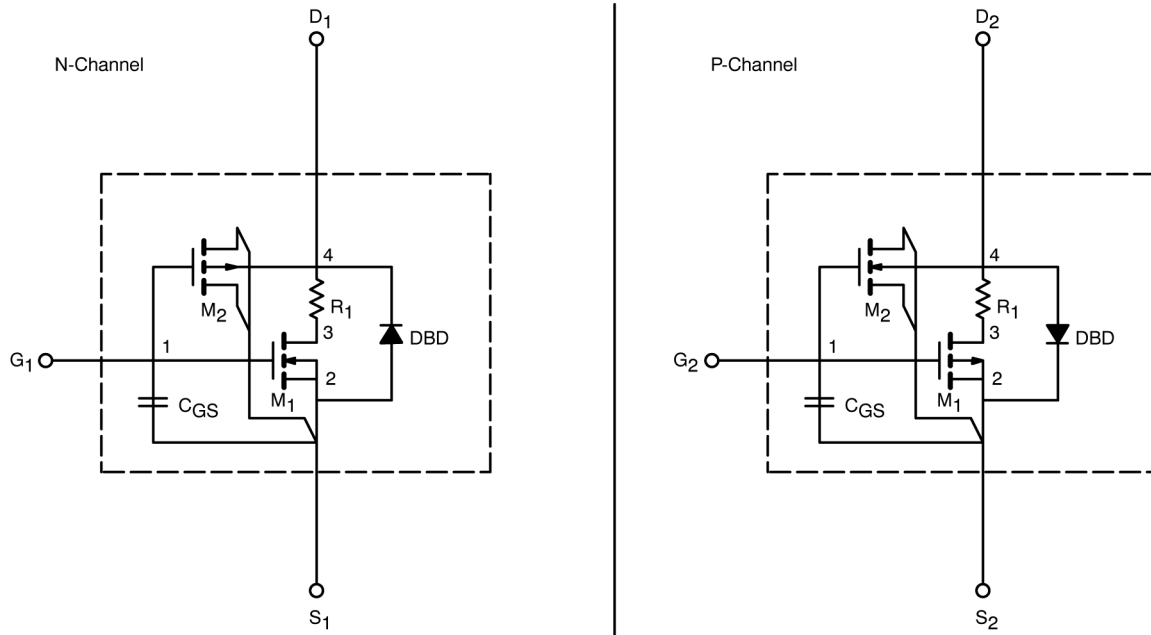 D1
N-Channel
4
M2
R1
3
DBD
G1
1
2
M1
CGS
S1
D2
P-Channel
4
M2
R1
3
DBD
G2
1
2
M1
CGS
S2